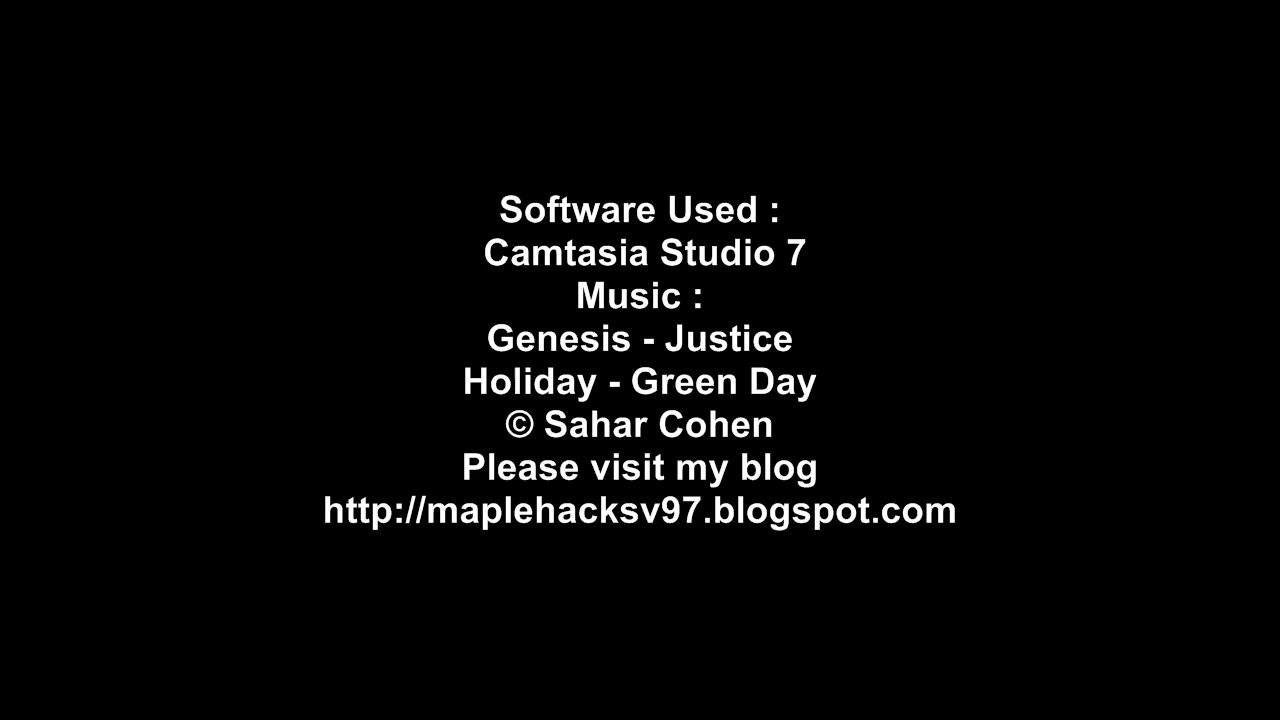 Software Used :
Camtasia Studio 7
Music :
Genesis - Justice
Holiday - Green Day
© Sahar Cohen
Please visit my blog
http://maplehacksv97.blogspot.com